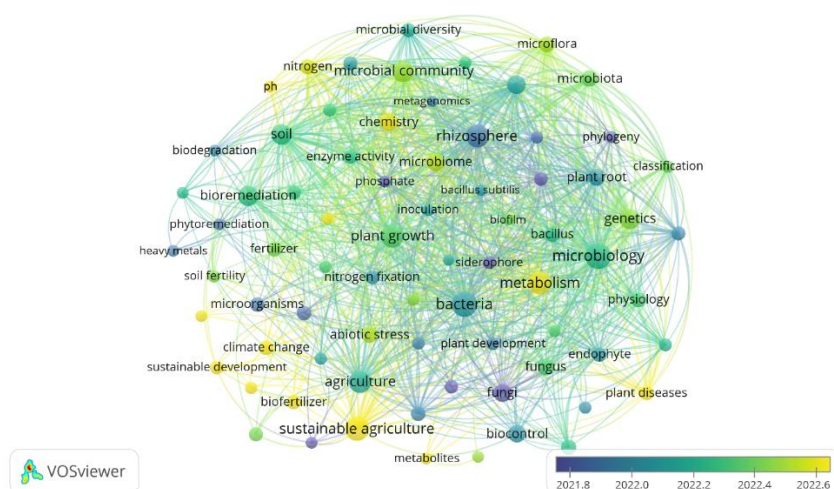 microbial diversity
microflora
nitrogen
microbial community
microbiota
ph
metagenomics
chemistry
rhizosphere
phylogeny
soil
biodegradation
enzyme activity
microbiome
classification
phosphate
plant root
bacillus subtilis
bioremediation
inoculation
biofilm
genetics
phytoremediation
plant growth
bacillus
heavy metals
fertilizer
microbiology
siderophore
soil fertility
nitrogen fixation
metabolism
microorganisms
bacteria
physiology
abiotic stress
climate change
plant development
endophyte
sustainable development
fungus
agriculture
fungi
plant diseases
biofertilizer
sustainable agriculture
biocontrol
metabolites
VOSviewer
2021.8 2022.0 2022.2 2022.4 2022.6